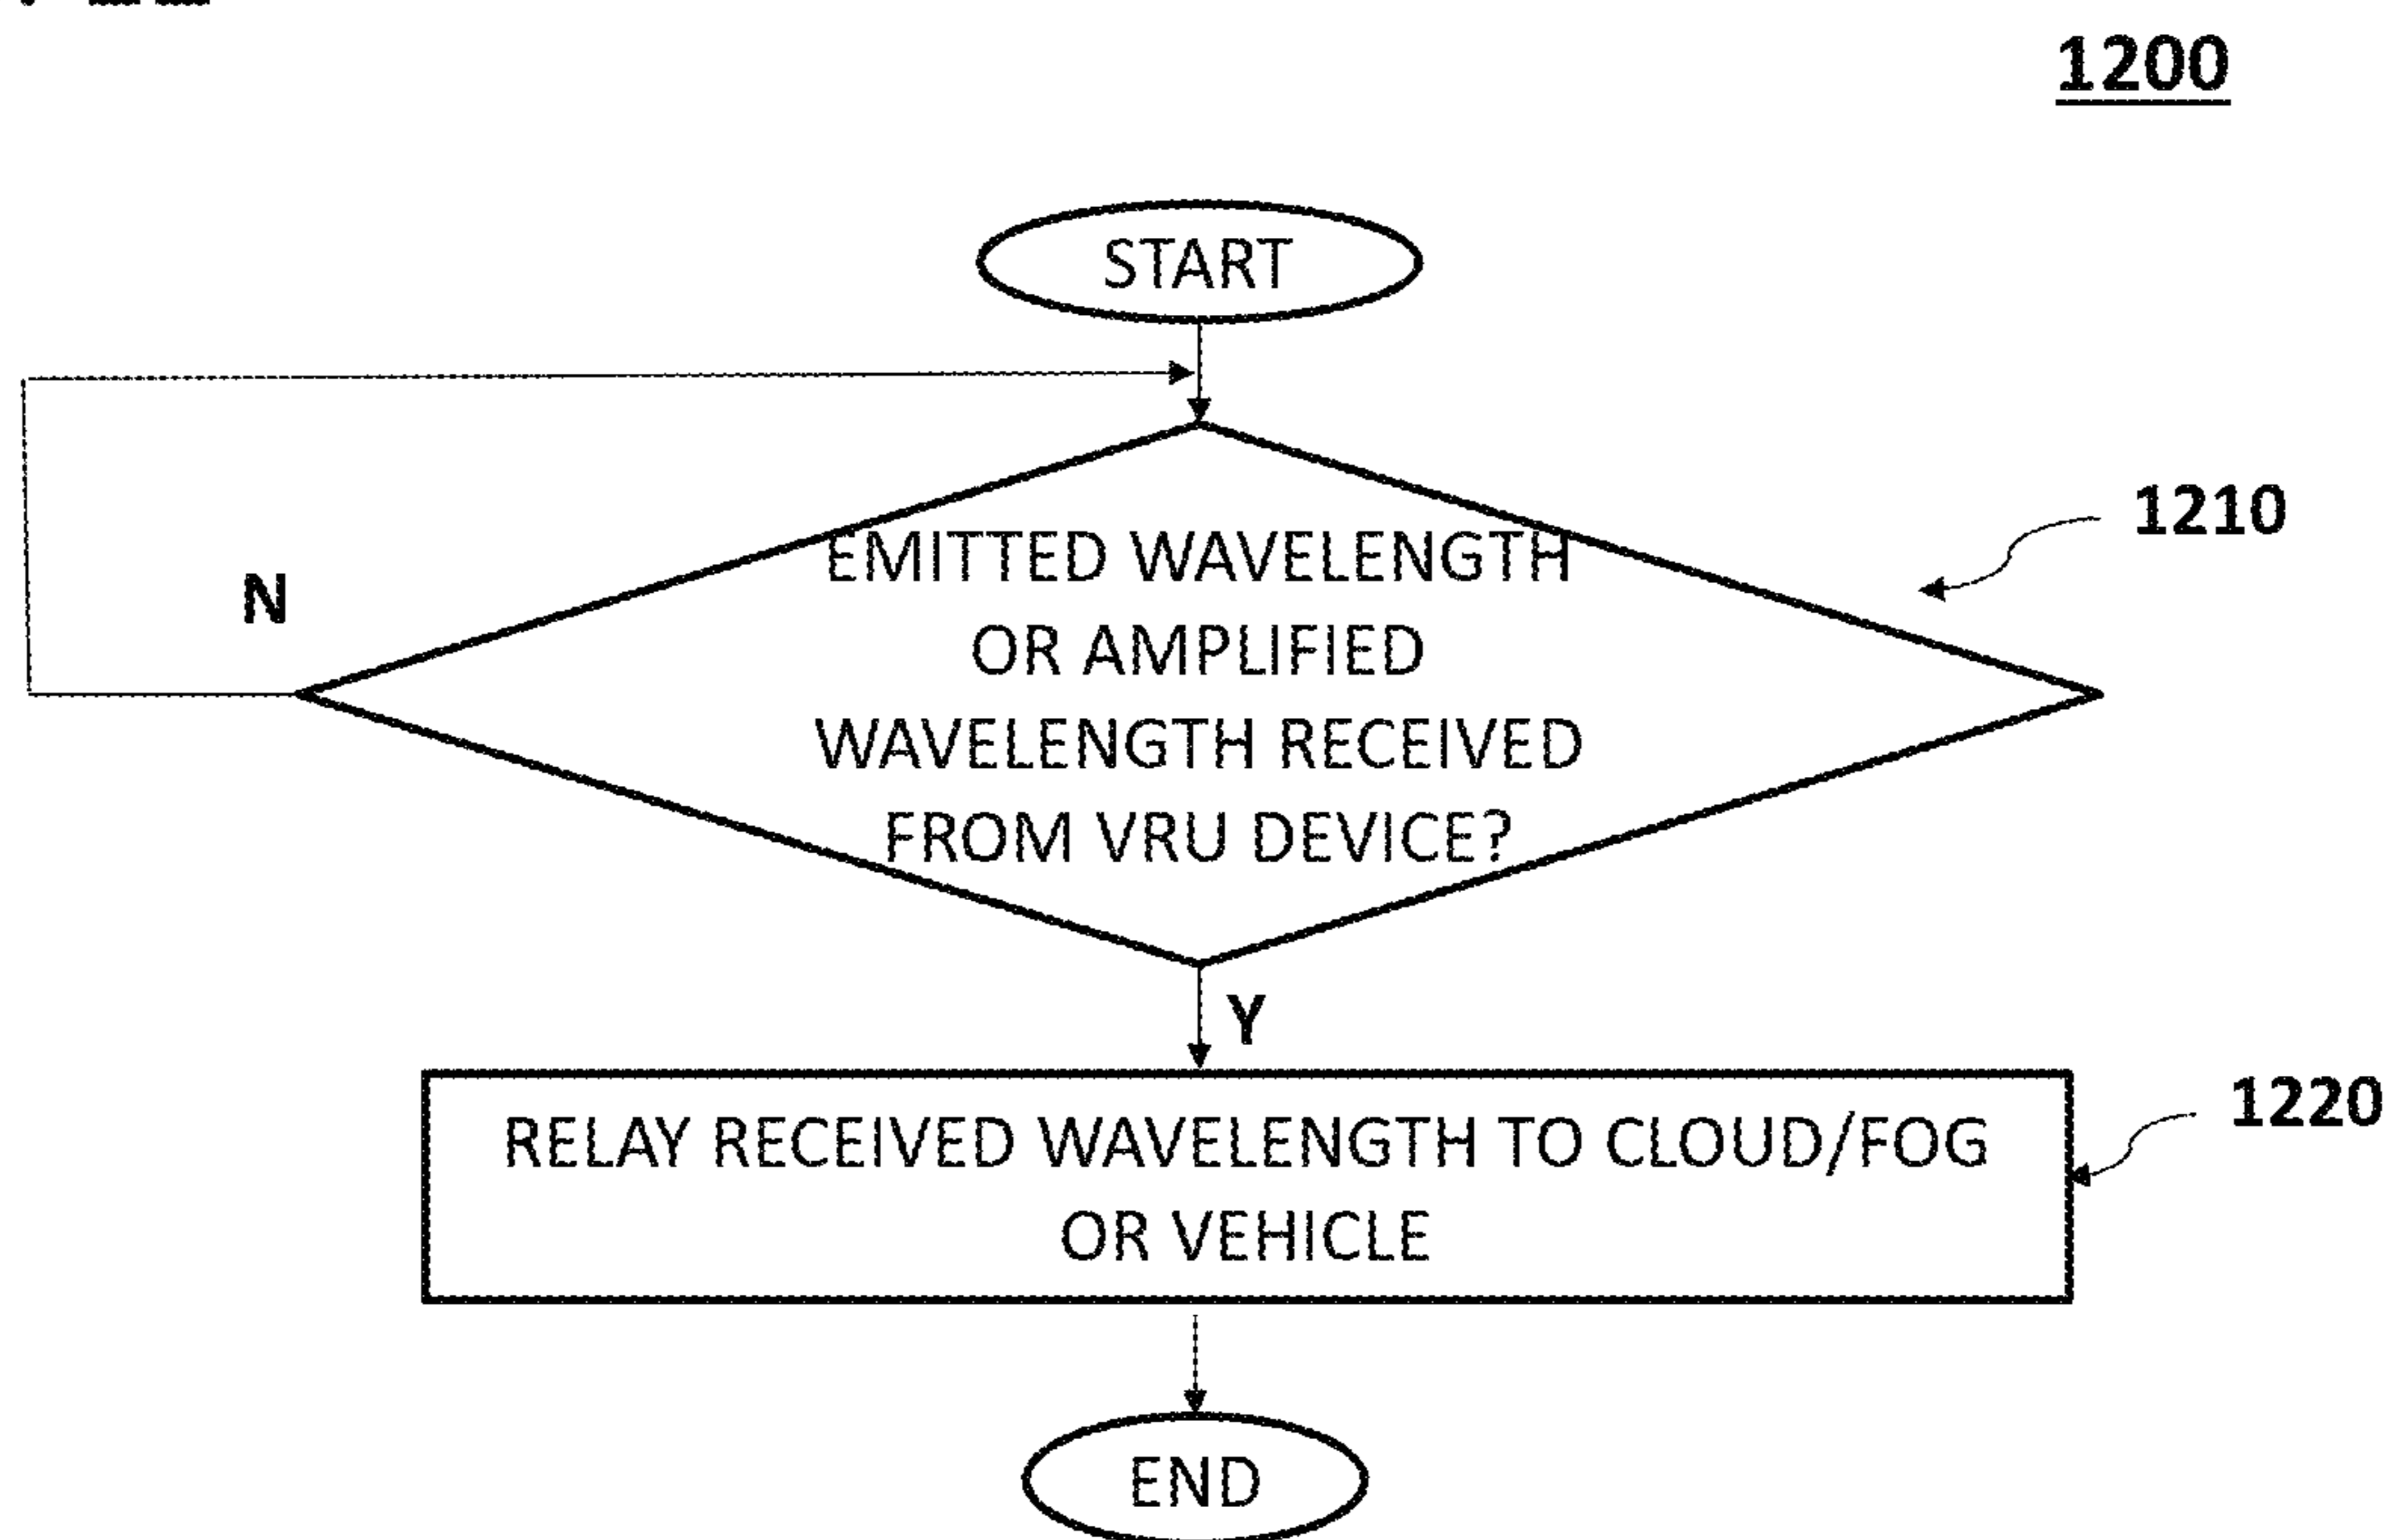 1200
START
EMITTED WAVELENGTH
OR AMPLIFIED
WAVELENGTH RECEIVED
FROM VRU DEVICE?
1210
N
Y
RELAY RECEIVED WAVELENGTH TO CLOUD/FOG
OR VEHICLE
1220
END